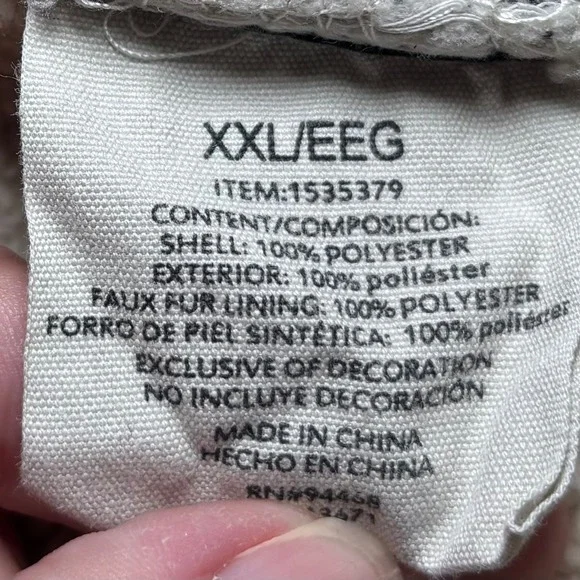 XXL/EEG
ITEM:1535379
CONTENT/COMPOSICIÓN:
SHELL: 100% POLYESTER
EXTERIOR: 100% poliéster
FAUX FUR LINING: 100% POLYESTER
FORRO DE PIEL SINTÉTICA: 100% poliéster
EXCLUSIVE OF DECORATION
NO INCLUYE DECORACIÓN
MADE IN CHINA
HECHO EN CHINA